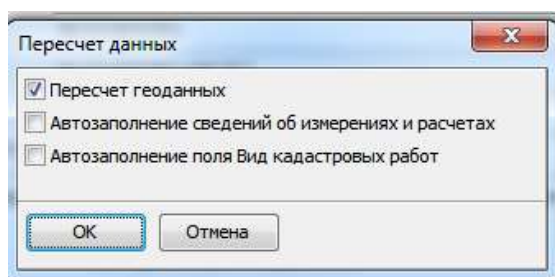 Пересчет данных
Пересчет геоданных
Автозаполнение сведений об измерениях и расчетах
Автозаполнение поля Вид кадастровых работ
OK Отмена